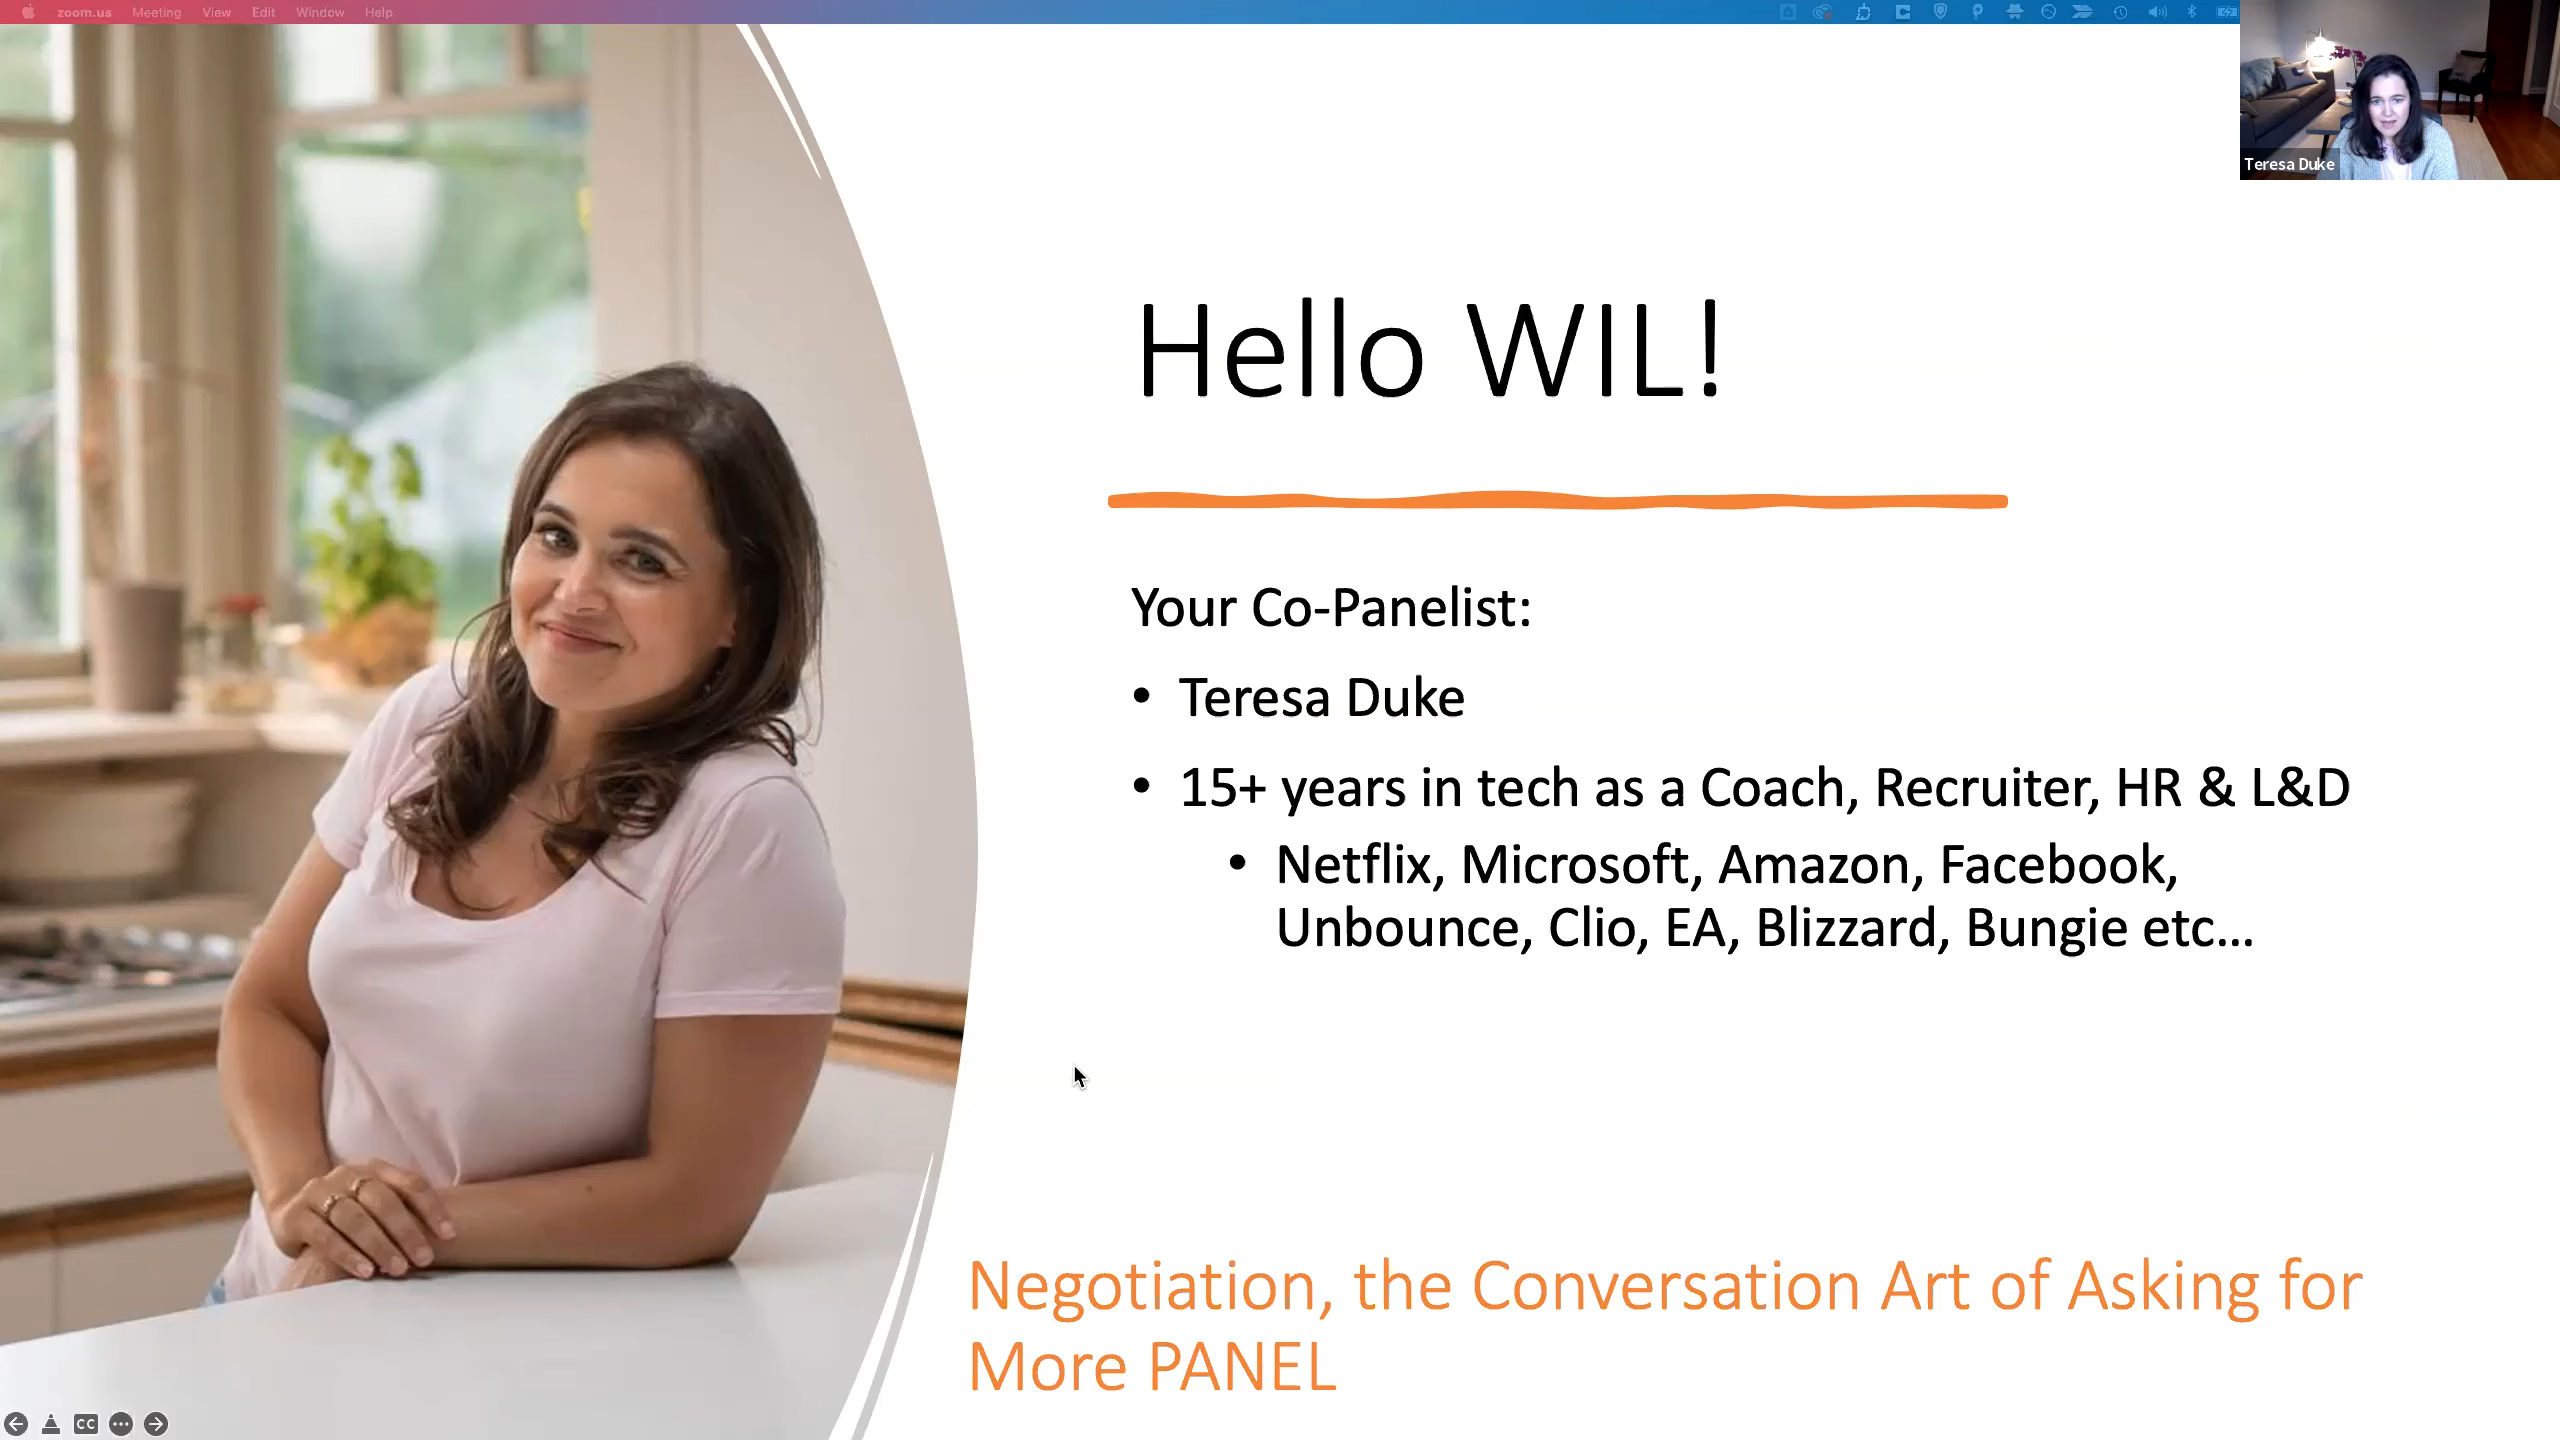 zoom.us Meeting View Edit Window Help
Teresa Duke
Hello WIL!
Your Co-Panelist:
• Teresa Duke
• 15+ years in tech as a Coach, Recruiter, HR & L&D
• Netflix, Microsoft, Amazon, Facebook,
Unbounce, Clio, EA, Blizzard, Bungie etc...
Negotiation, the Conversation Art of Asking for
More PANEL
CC